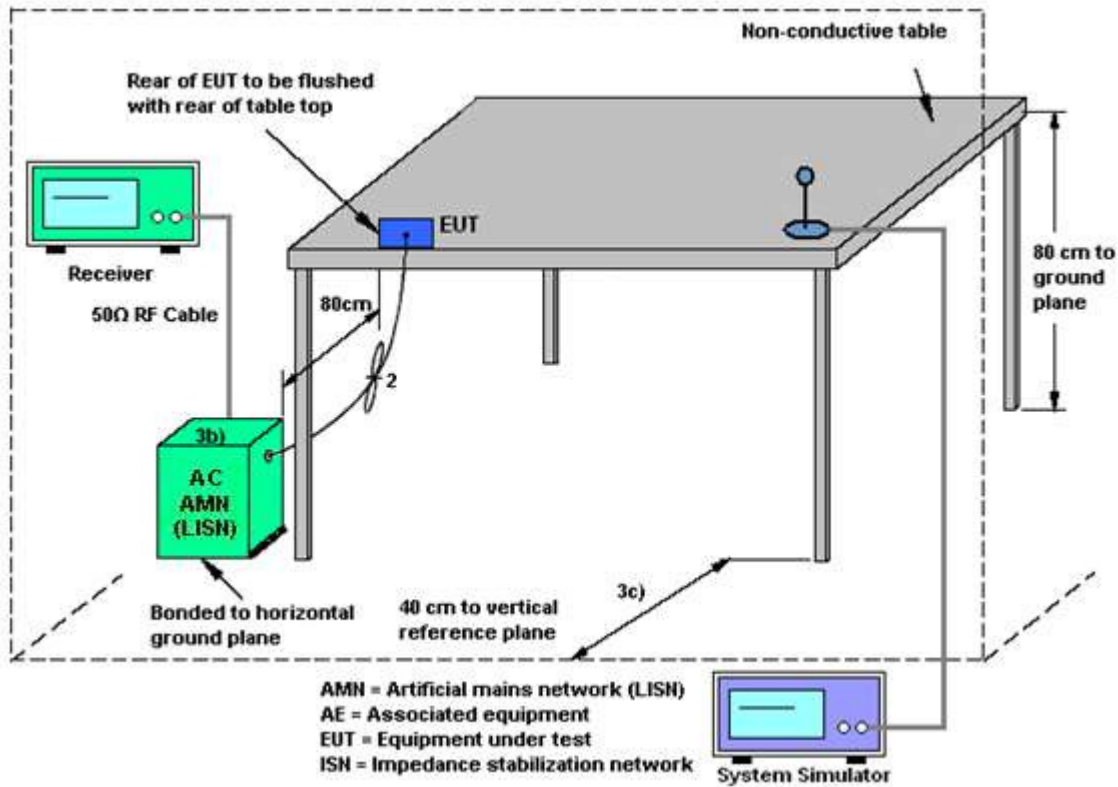 Non-conductive table
Rear of EUT to be flushed
with rear of table top
EUT
Receiver
80cm
80 cm to
ground
plane
50Ω RF Cable
2
3b)
AC
AMN
(LISN)
3c)
Bonded to horizontal
ground plane
40 cm to vertical
reference plane
AMN = Artificial mains network (LISN)
AE = Associated equipment
EUT = Equipment under test
ISN = Impedance stabilization network
System Simulator